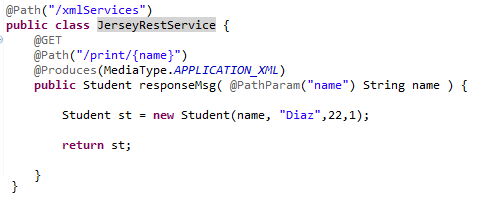 @Path("/xmlServices")
public class JerseyRestService {
@GET
@Path("/print/{name}")
@Produces(MediaType.APPLICATION_XML)
public Student responseMsg( @PathParam("name") String name ) {
Student st = new Student(name, "Diaz",22,1);
return st;
}
}